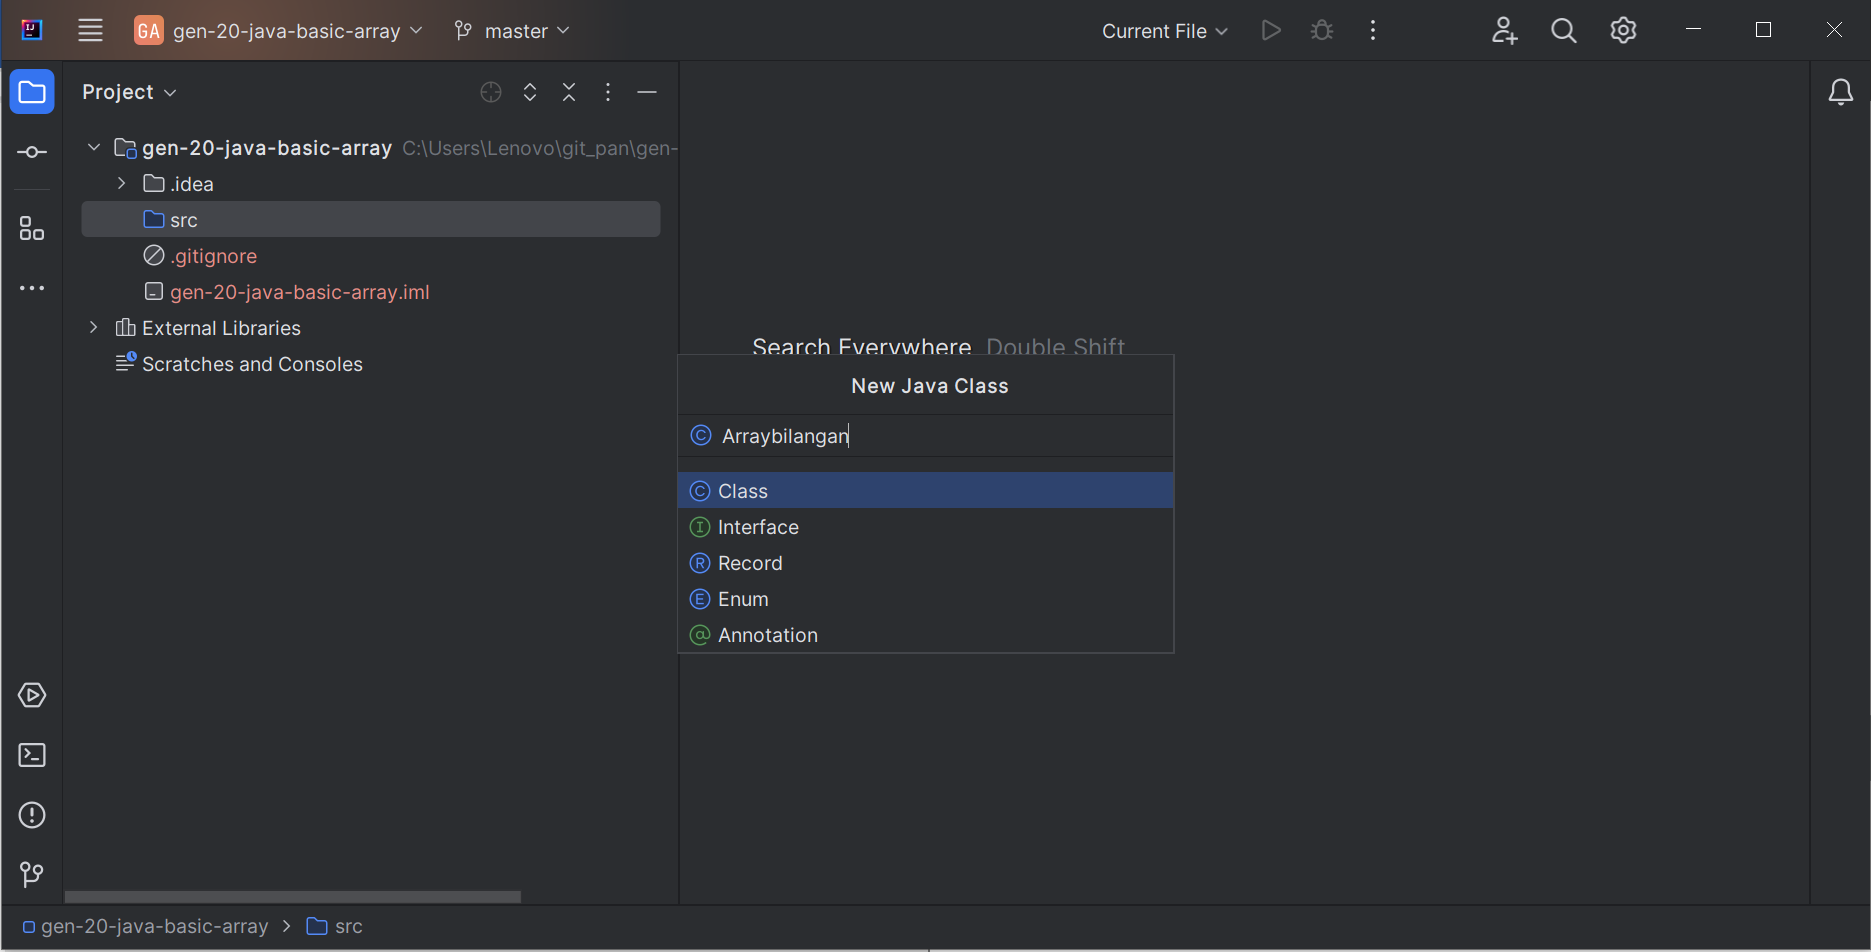 GA gen-20-java-basic-array master Current File
Project
gen-20-java-basic-array C:\Users\Lenovo\git_pan\gen-
.idea
src
.gitignore
gen-20-java-basic-array.iml
External Libraries
Scratches and Consoles
Search Everywhere Double Shift
New Java Class
C Arraybilangan
C Class
I Interface
R Record
E Enum
@ Annotation
gen-20-java-basic-array > src